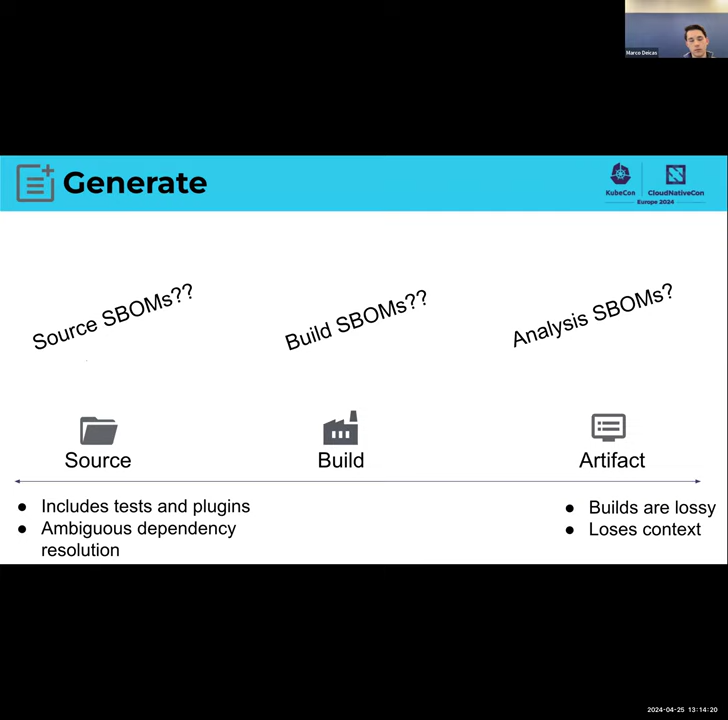 Marco Deicas
Generate
KubeCon
CloudNativeCon
Europe 2024
Source SBOMs??
Build SBOMs??
Analysis SBOMs?
Source
Build
Artifact
● Includes tests and plugins
● Ambiguous dependency
resolution
● Builds are lossy
● Loses context
2024-04-25 13:14:20